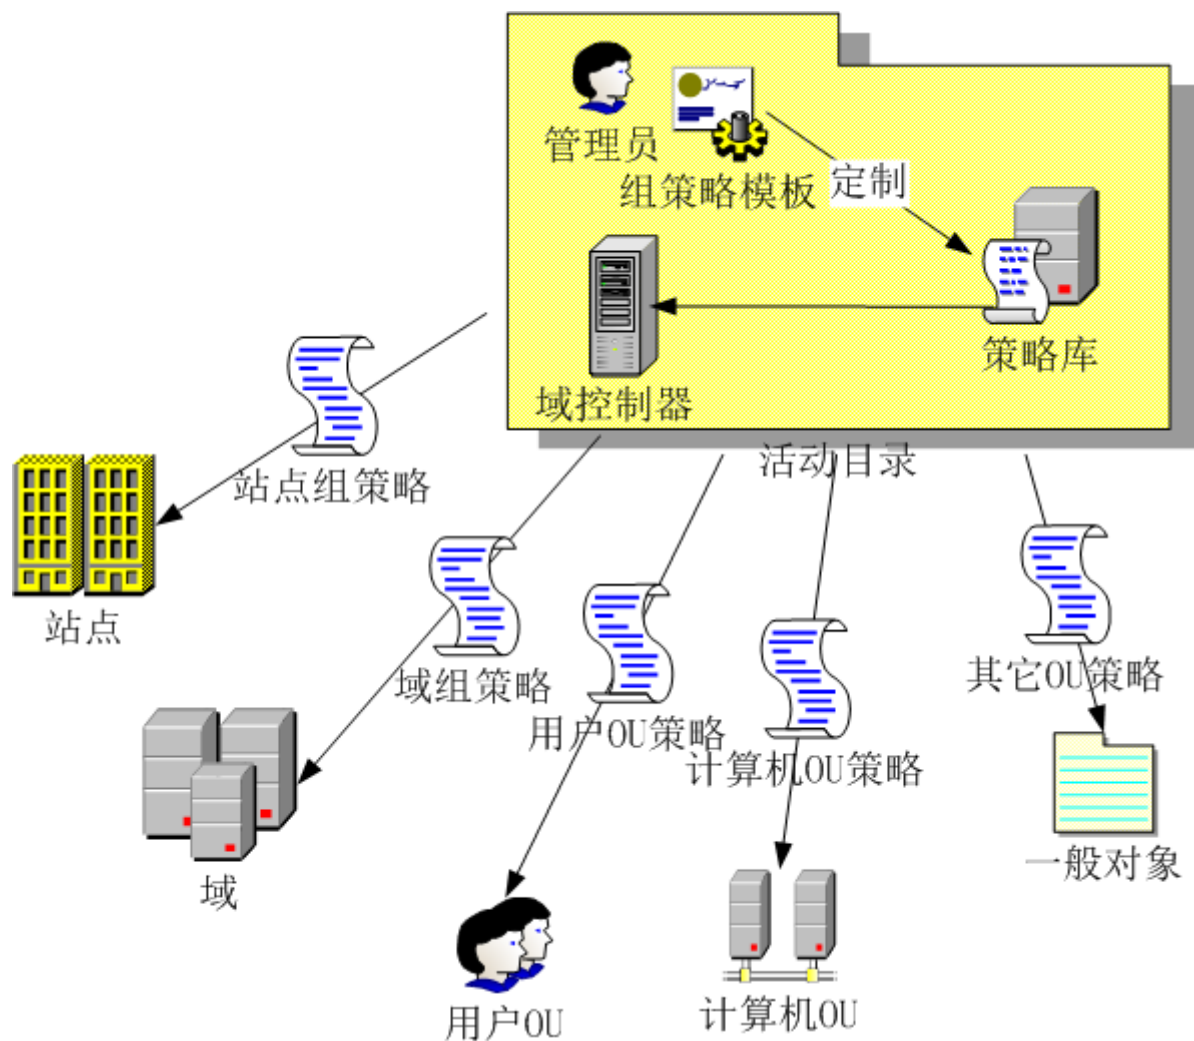 管理员
组策略模板
定制
策略库
域控制器
活动目录
站点组策略
站点
域组策略
用户OU策略
计算机OU策略
其它OU策略
域
一般对象
用户OU
计算机OU